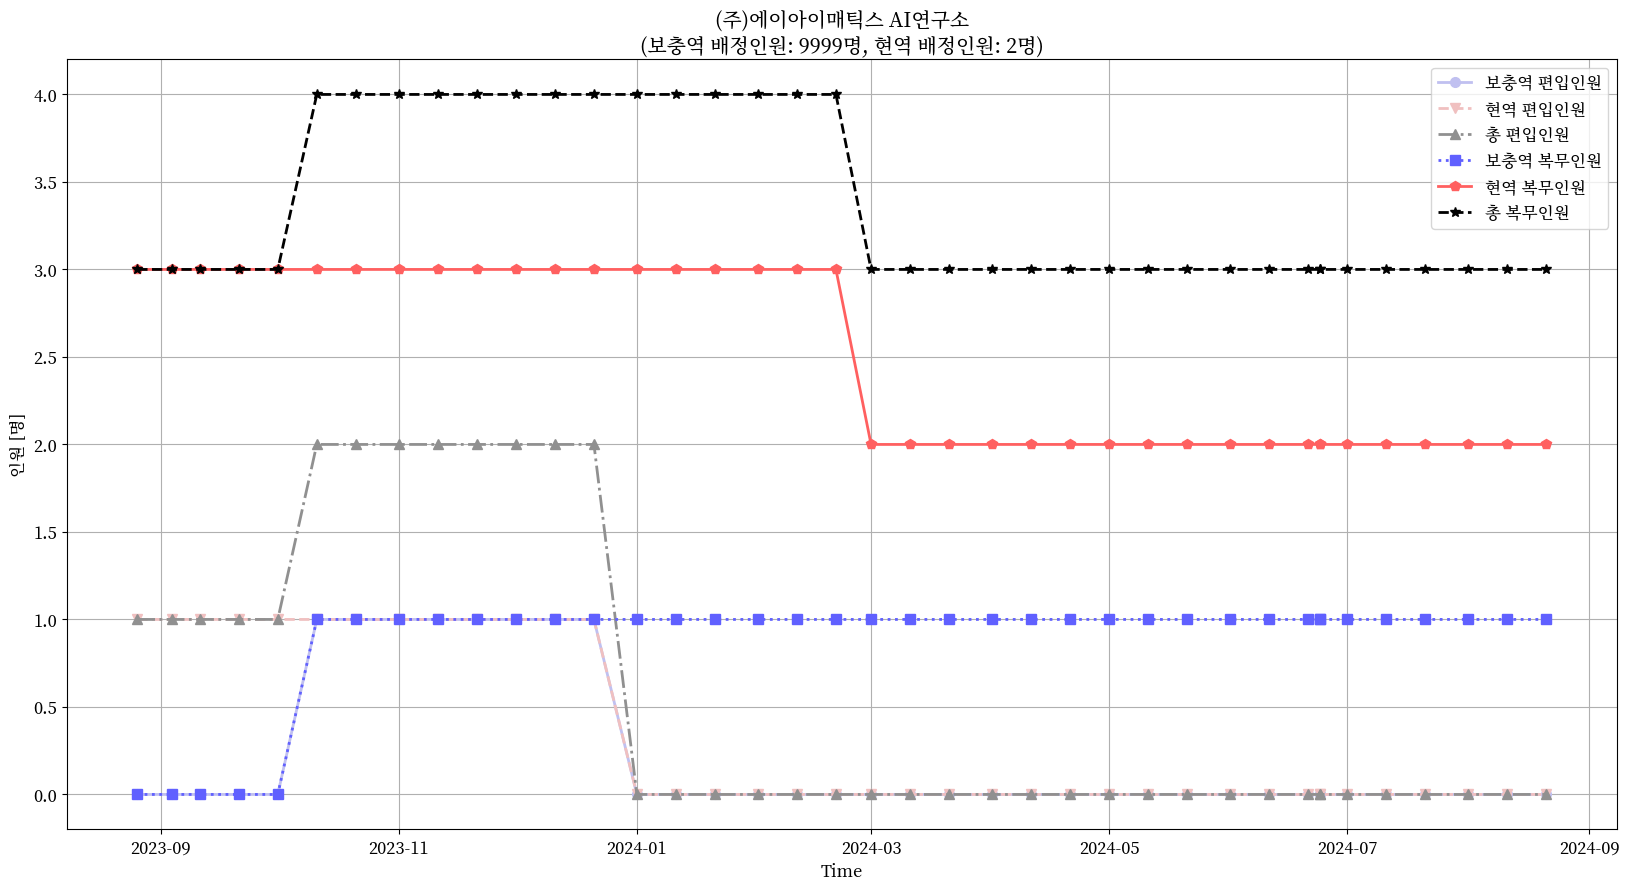 (주)에이아이매틱스 AI연구소
(보충역 배정인원: 9999명, 현역 배정인원: 2명)
보충역 편입인원
현역 편입인원
총 편입인원
보충역 복무인원
현역 복무인원
총 복무인원
4.0
3.5
3.0
2.5
2.0
1.5
1.0
0.5
0.0
인원 [명]
2023-09
2023-11
2024-01
2024-03
2024-05
2024-07
2024-09
Time